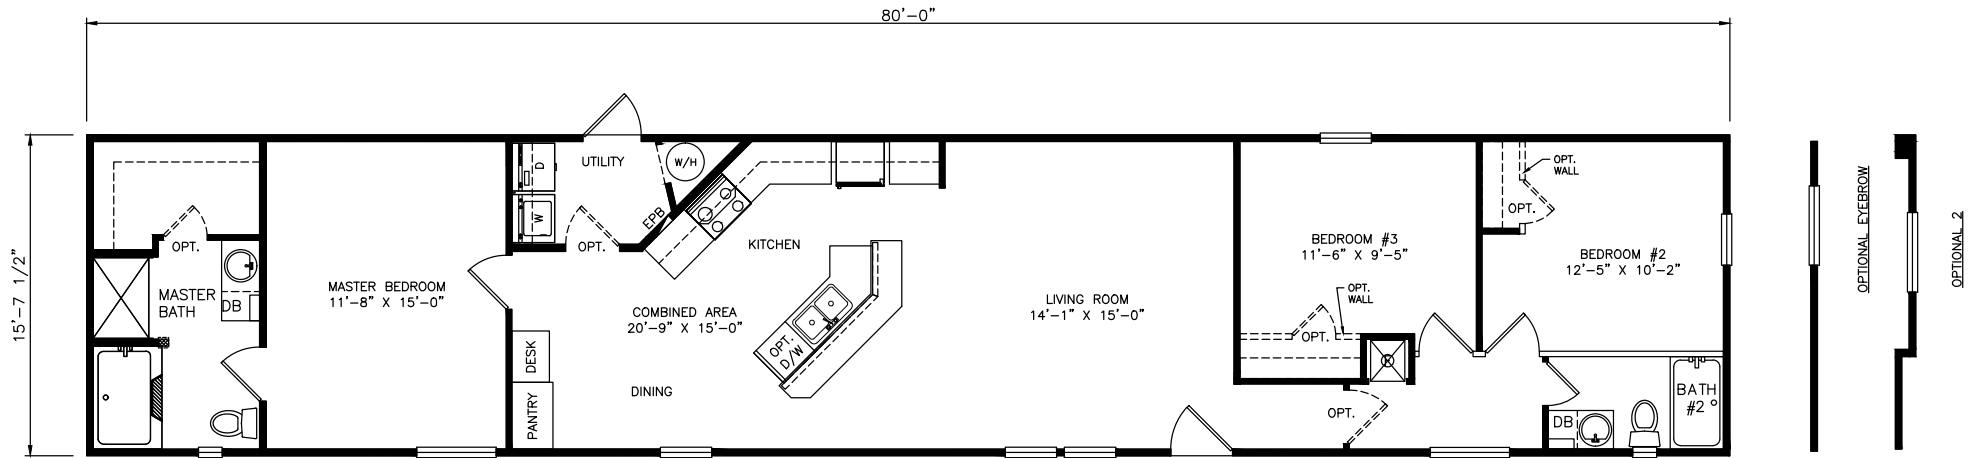 80'-0"
15'-7 1/2"
OPT.
MASTER
BATH
DB
MASTER BEDROOM
11'-8" X 15'-0"
D
W
UTILITY
W/H
EPB
OPT.
KITCHEN
COMBINED AREA
20'-9" X 15'-0"
OPT.
D/W
DESK
PANTRY
DINING
LIVING ROOM
14'-1" X 15'-0"
BEDROOM #3
11'-6" X 9'-5"
OPT.
WALL
OPT.
OPT.
OPT.
WALL
OPT.
BEDROOM #2
12'-5" X 10'-2"
DB
BATH
#2
OPTIONAL EYEBROW
OPTIONAL 2